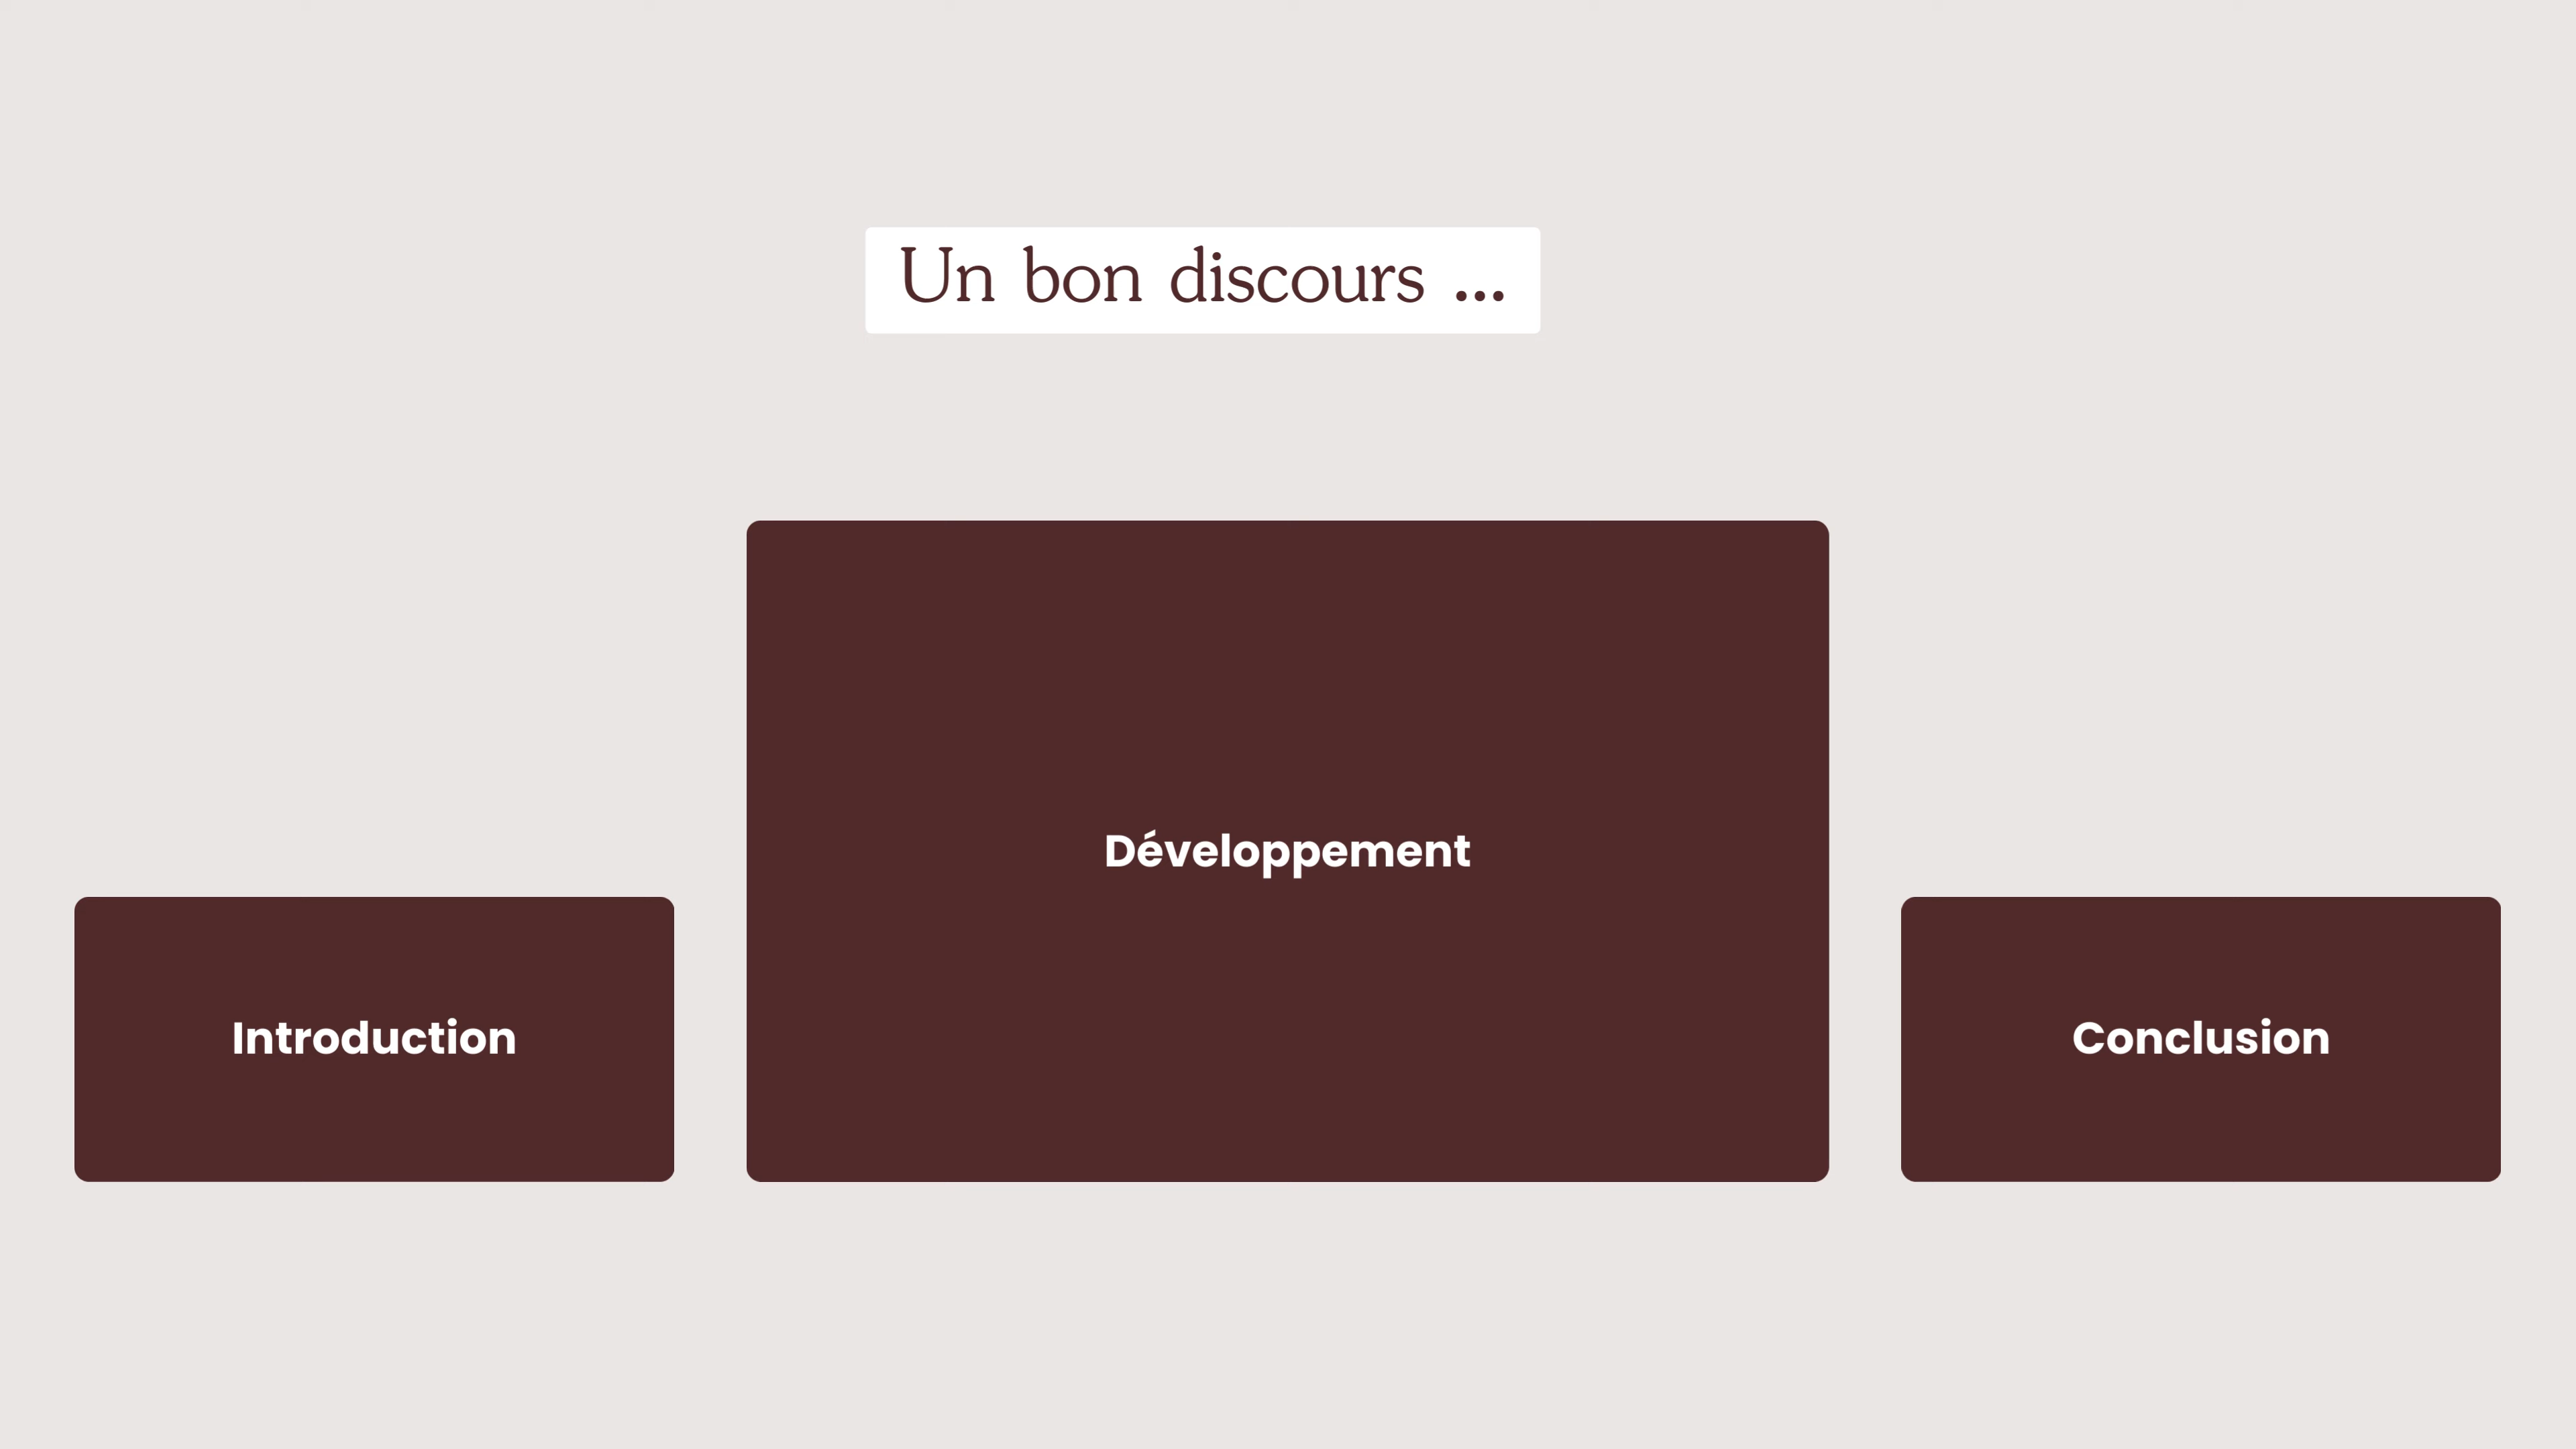 Un bon discours ...
Développement
Introduction
Conclusion